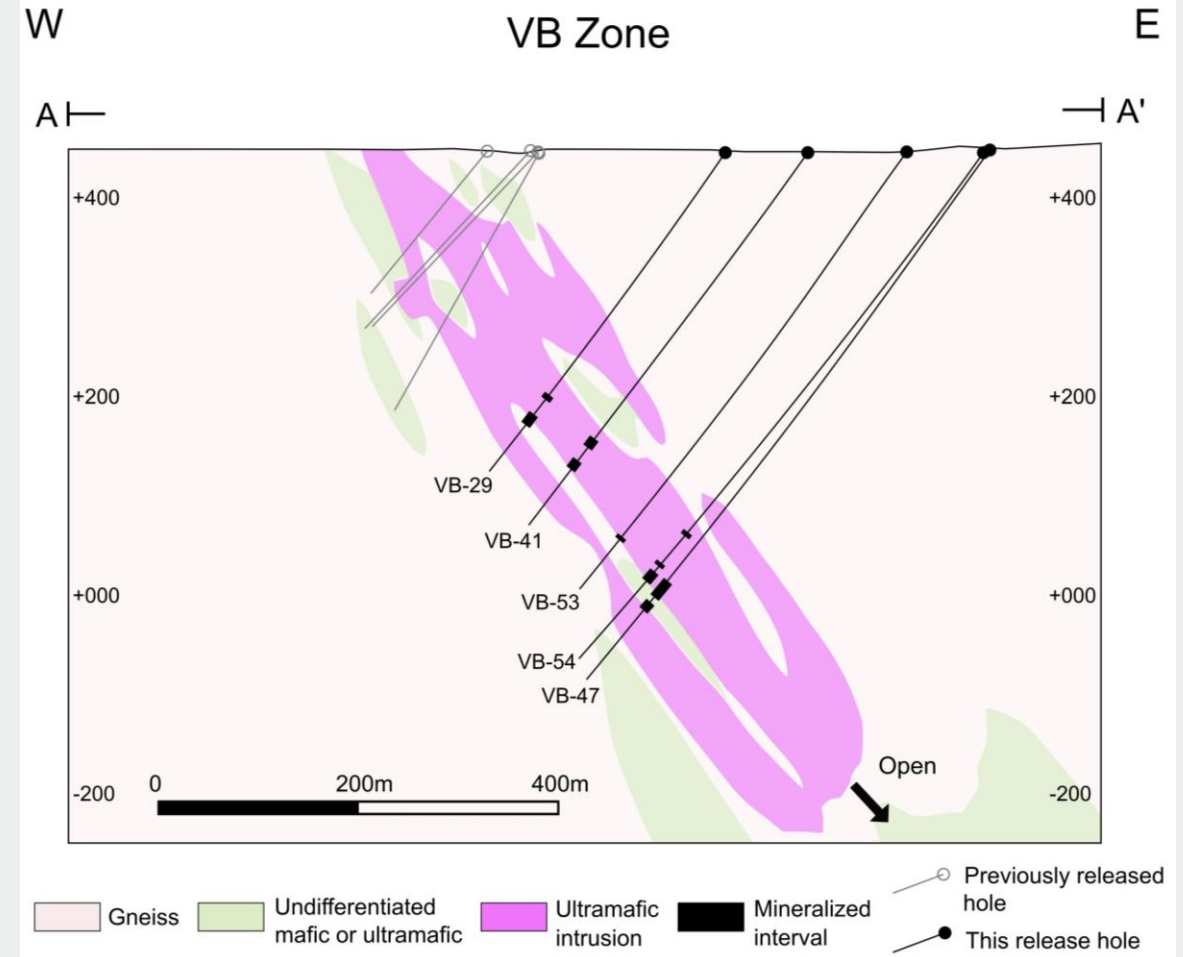 W
VB Zone
E
A
A'
+400
+400
+200
+200
VB-29
VB-41
+000
+000
VB-53
VB-54
VB-47
Open
0
200m
400m
-200
-200
Gneiss
Undifferentiated
mafic or ultramafic
Ultramafic
intrusion
Mineralized
interval
Previously released
hole
This release hole